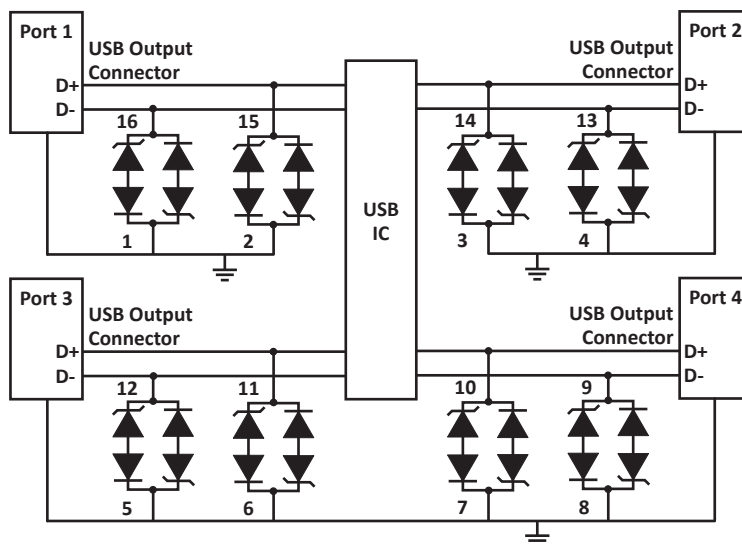 Port 1
USB Output
Connector
D+
D-
16
15
1
2
USB
IC
Port 2
USB Output
Connector
D+
D-
14
13
3
4
Port 3
USB Output
Connector
D+
D-
12
11
5
6
Port 4
USB Output
Connector
D+
D-
10
9
7
8